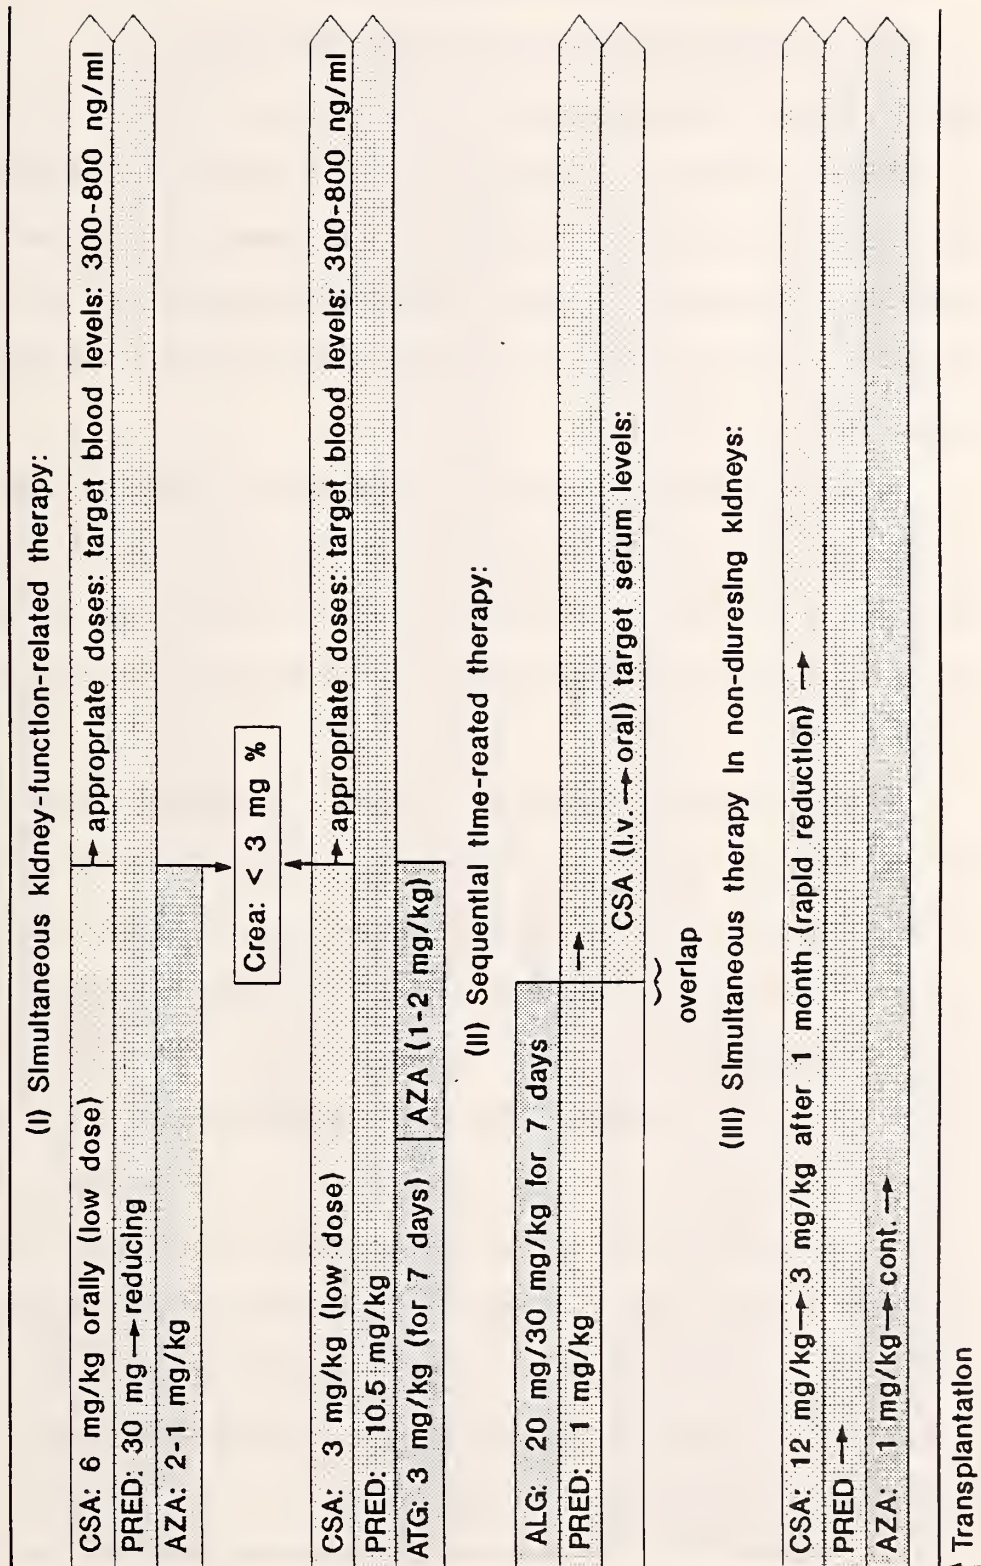 (I) Simultaneous kidney-function-related therapy:
CSA: 6 mg/kg orally (low dose) → appropriate doses: target blood levels: 300-800 ng/ml
PRED: 30 mg → reducing
AZA: 2-1 mg/kg
Crea: < 3 mg %
CSA: 3 mg/kg (low dose) → appropriate doses: target blood levels: 300-800 ng/ml
PRED: 10.5 mg/kg
ATG: 3 mg/kg (for 7 days) AZA (1-2 mg/kg)
(II) Sequential time-reated therapy:
ALG: 20 mg/30 mg/kg for 7 days
PRED: 1 mg/kg →
CSA (i.v. → oral) target serum levels:
overlap
(III) Simultaneous therapy in non-diuresing kidneys:
CSA: 12 mg/kg → 3 mg/kg after 1 month (rapid reduction) →
PRED →
AZA: 1 mg/kg → cont. →
Transplantation